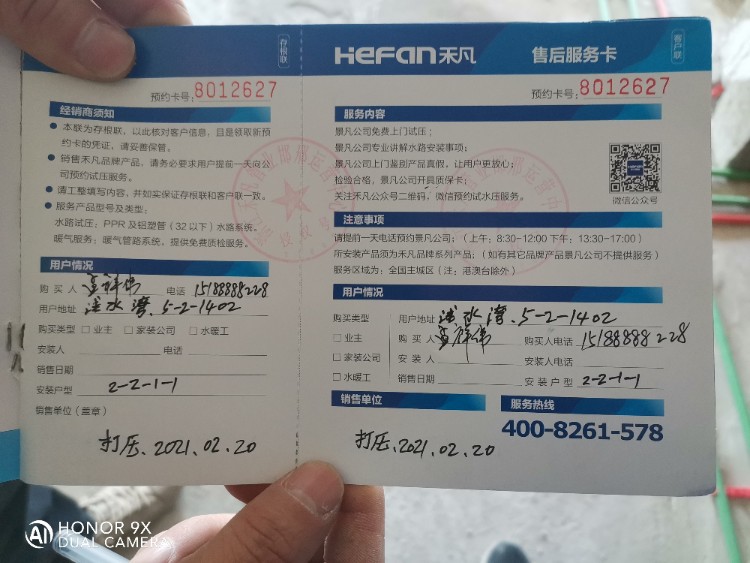 存根联
预约卡号:8012627
经销商须知
● 本联为存根联，以此核对客户信息，且是领取新预
约卡的凭证，请妥善保管。
● 销售禾凡品牌产品，请务必要求用户提前一天向公
司预约试压服务。
● 请工整填写内容，并如实保证存根联和客户联一致。
● 服务产品型号及类型：
水路试压：PPR及铝塑管（32以下）水路系统。
暖气服务：暖气管路系统，提供免费质检服务。
用户情况
购买人 电话 15188888228
用户地址 浅水湾.5-2-1402
购买类型 □ 业主 □ 家装公司 □ 水暖工
安装人 电话
销售日期
安装户型 2-2-1-1
销售单位（盖章）
打压.2021.02.20
HeFan禾凡 售后服务卡
客户联
预约卡号:8012627
服务内容
景凡公司免费上门试压；
景凡公司专业讲解水路安装事项；
景凡公司上门鉴别产品真假，让用户更放心；
检验合格，景凡公司开具质保卡；
关注禾凡公众号二维码，微信预约试水压服务。
微信公众号
注意事项
请提前一天电话预约景凡公司；（上午：8:30-12:00 下午：13:30-17:00）
所安装产品须为禾凡品牌系列产品；（如有其它品牌产品景凡公司不提供服务）
服务区域为：全国主城区（注：港澳台除外）
用户情况
购买类型 用户地址 浅水湾.5-2-1402
□ 业主 购买人 购买人电话 15188888228
□ 家装公司 安装人 安装人电话
□ 水暖工 销售日期 安装户型 2-2-1-1
销售单位 服务热线
400-8261-578
打压.2021.02.20
HONOR 9X
AI DUAL CAMERA